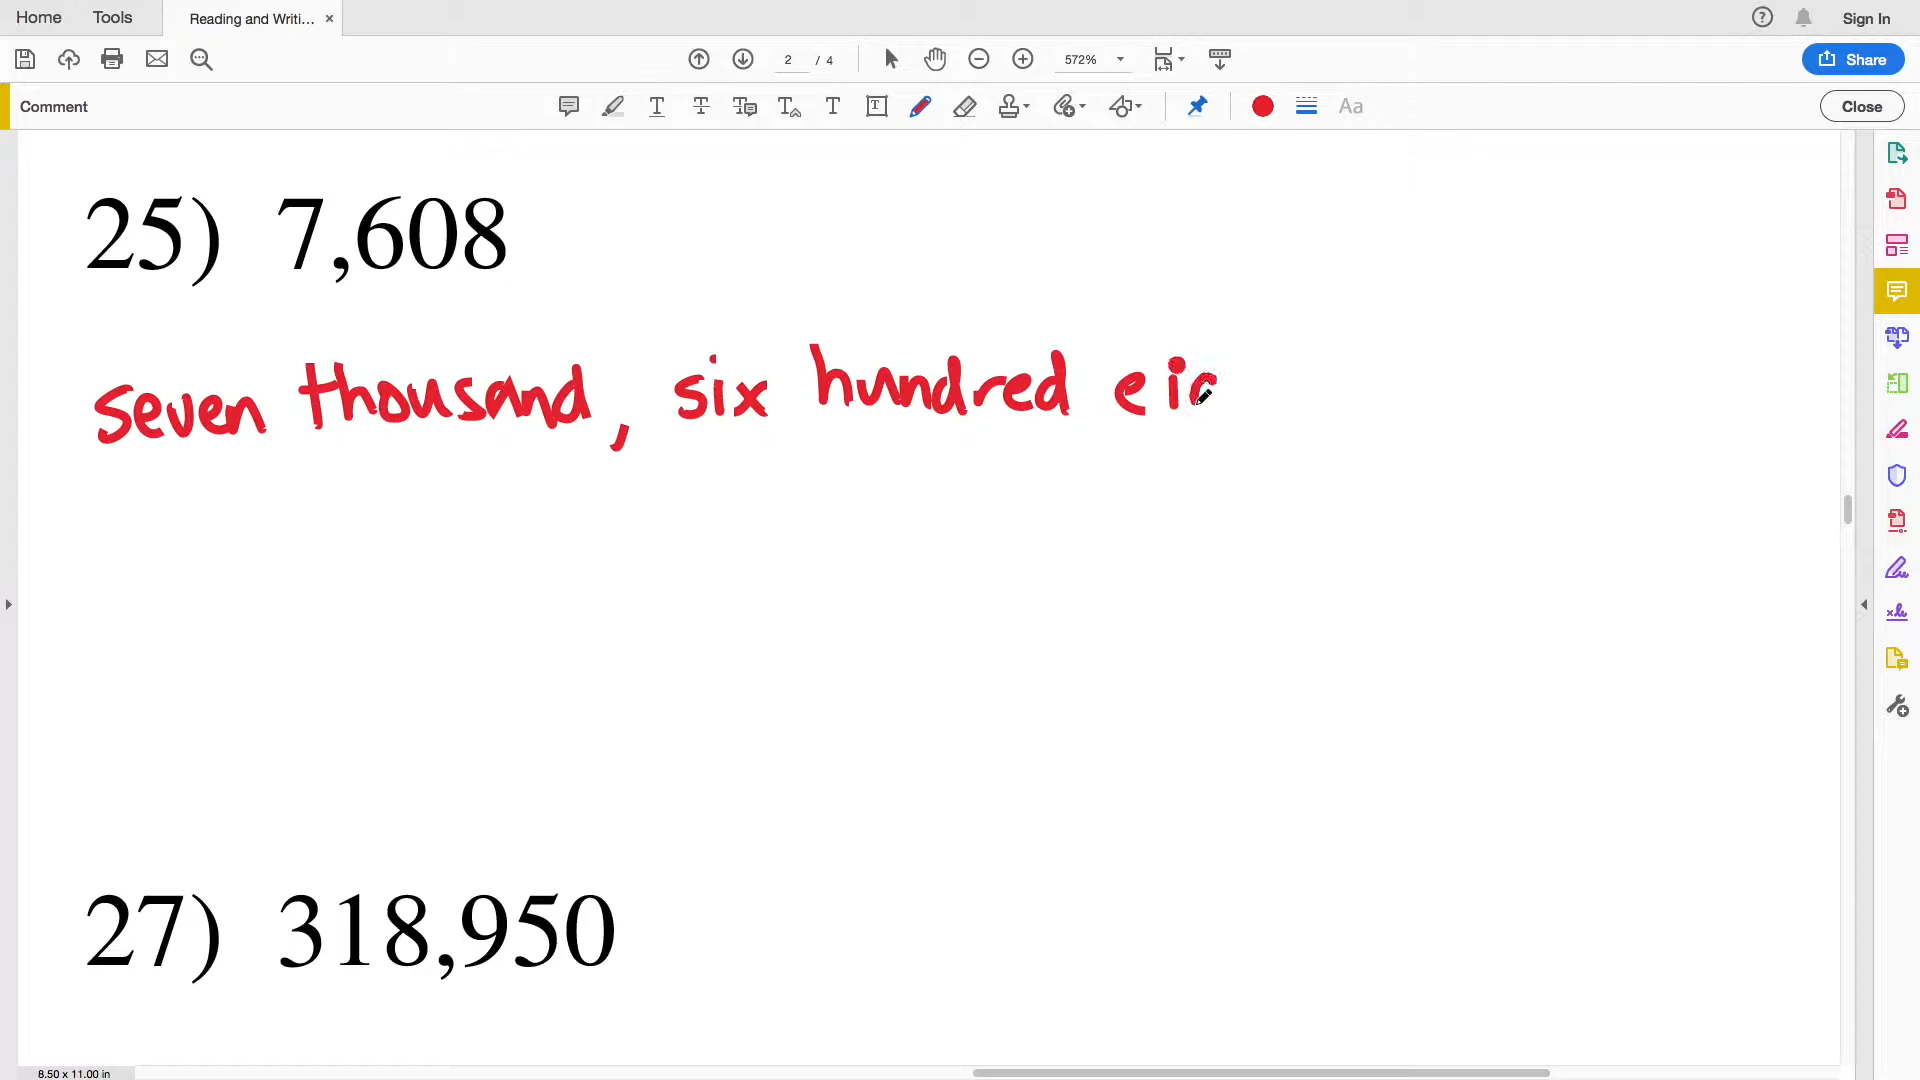 Home Tools Reading and Writi... × Sign In
2 / 4 572% Share
Comment Aa Close
25) 7,608
seven thousand, six hundred eig
27) 318,950
8.50 x 11.00 in